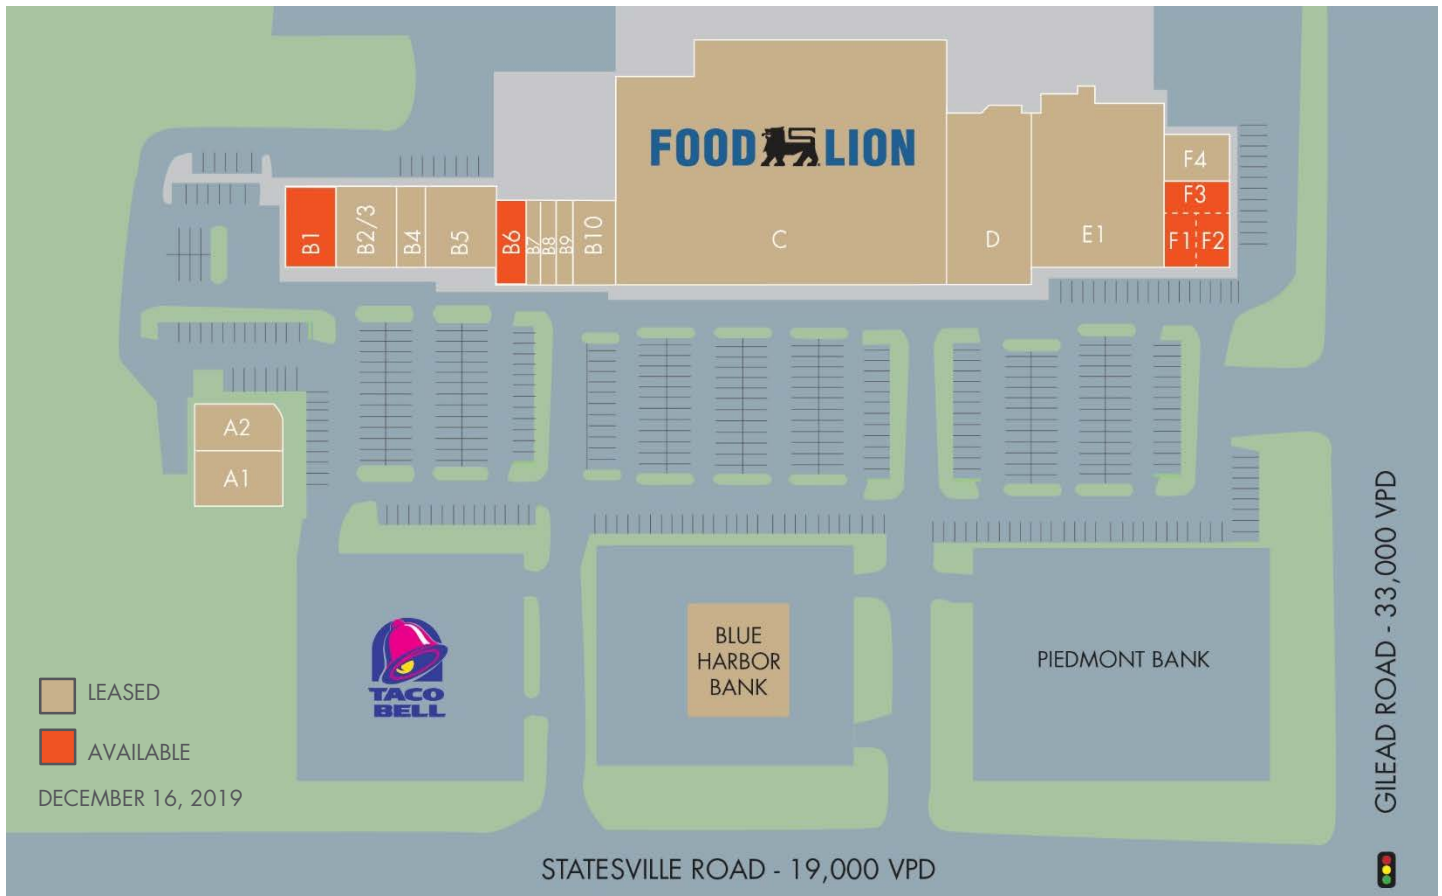 FOOD LION
F4
F3
F1
F2
B1
B2/3
B4
B5
B6
B7
B8
B9
B10
C
D
E1
A2
A1
TACO
BELL
BLUE
HARBOR
BANK
PIEDMONT BANK
GILEAD ROAD - 33,000 VPD
LEASED
AVAILABLE
DECEMBER 16, 2019
STATESVILLE ROAD - 19,000 VPD